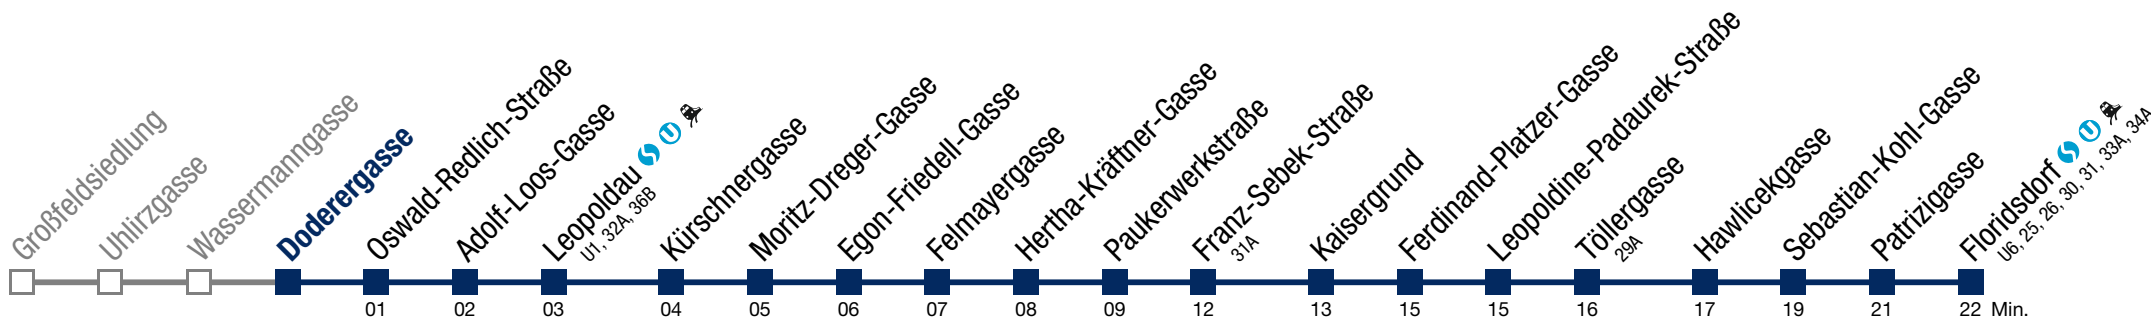 Großfeldsiedlung
Uhlirzgasse
Wassermanngasse
Doderergasse
Oswald-Redlich-Straße
Adolf-Loos-Gasse
Leopoldau
U1, 32A, 36B
Kürschnergasse
Moritz-Dreger-Gasse
Egon-Friedell-Gasse
Felmayergasse
Hertha-Kräftner-Gasse
Paukerwerkstraße
Franz-Sebek-Straße
31A
Kaisergrund
Ferdinand-Platzer-Gasse
Leopoldine-Padaurek-Straße
Töllergasse
29A
Hawlicekgasse
Sebastian-Kohl-Gasse
Patrizigasse
Floridsdorf
U6, 25, 26, 30, 31, 33A, 34A
01 02 03 04 05 06 07 08 09 12 13 15 15 16 17 19 21 22 Min.